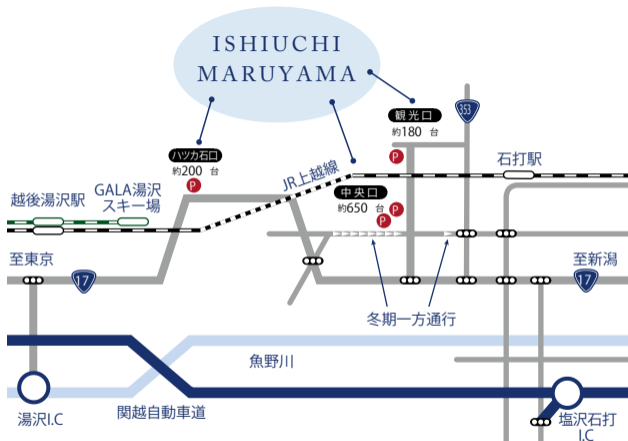 ISHIUCHI
MARUYAMA
353
観光口
約180 台
P
ハツカ石口
約200 台
P
JR上越線
石打駅
中央口
約650 台
P
P
越後湯沢駅
GALA湯沢
スキー場
至東京
17
至新潟
17
冬期一方通行
魚野川
湯沢I.C
関越自動車道
塩沢石打
I.C